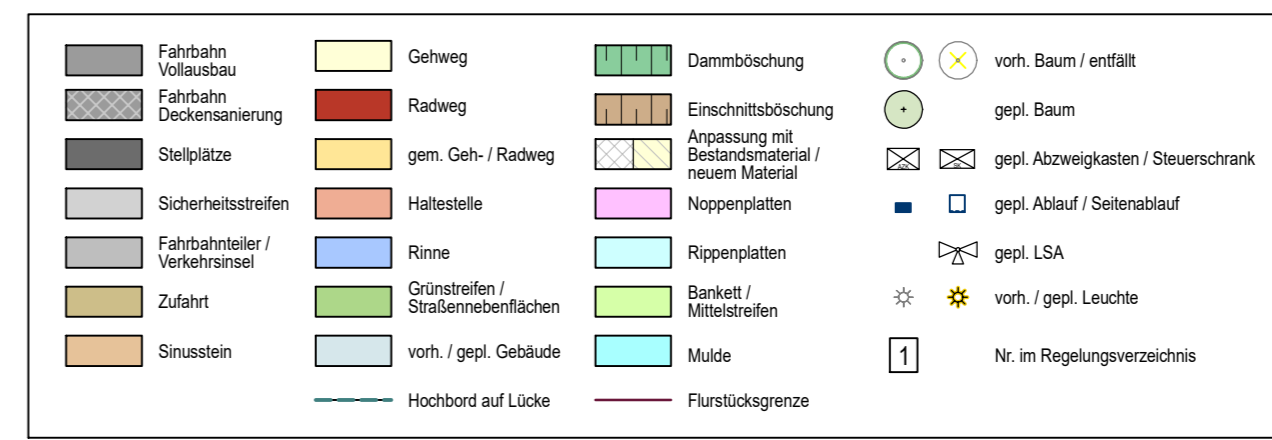 Fahrbahn
Vollausbau
Fahrbahn
Deckensanierung
Stellplätze
Sicherheitsstreifen
Fahrbahnteiler /
Verkehrsinsel
Zufahrt
Sinusstein
Gehweg
Radweg
gem. Geh- / Radweg
Haltestelle
Rinne
Grünstreifen /
Straßennebenflächen
vorh. / gepl. Gebäude
Hochbord auf Lücke
Dammböschung
Einschnittsböschung
Anpassung mit
Bestandsmaterial /
neuem Material
Noppenplatten
Rippenplatten
Bankett /
Mittelstreifen
Mulde
Flurstücksgrenze
vorh. Baum / entfällt
gepl. Baum
AZK SK gepl. Abzweigkasten / Steuerschrank
gepl. Ablauf / Seitenablauf
gepl. LSA
vorh. / gepl. Leuchte
1 Nr. im Regelungsverzeichnis